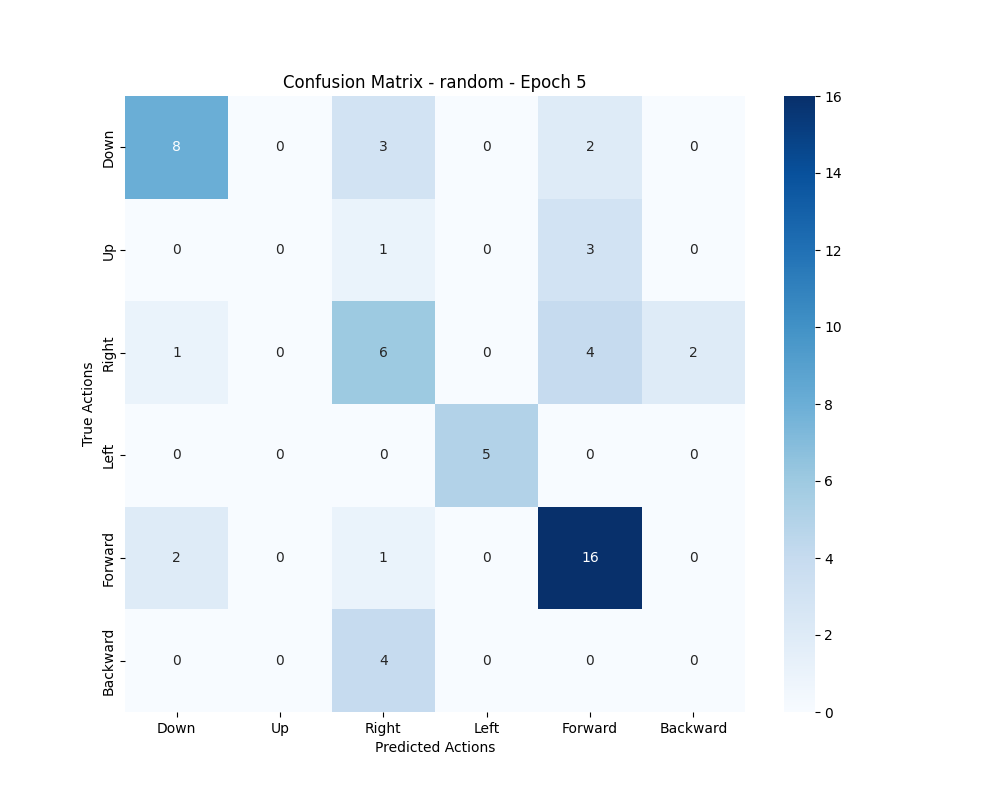 Confusion Matrix - random - Epoch 5
True Actions
Down 8 0 3 0 2 0
Up 0 0 1 0 3 0
Right 1 0 6 0 4 2
Left 0 0 0 5 0 0
Forward 2 0 1 0 16 0
Backward 0 0 4 0 0 0
Down Up Right Left Forward Backward
Predicted Actions
16
14
12
10
8
6
4
2
0